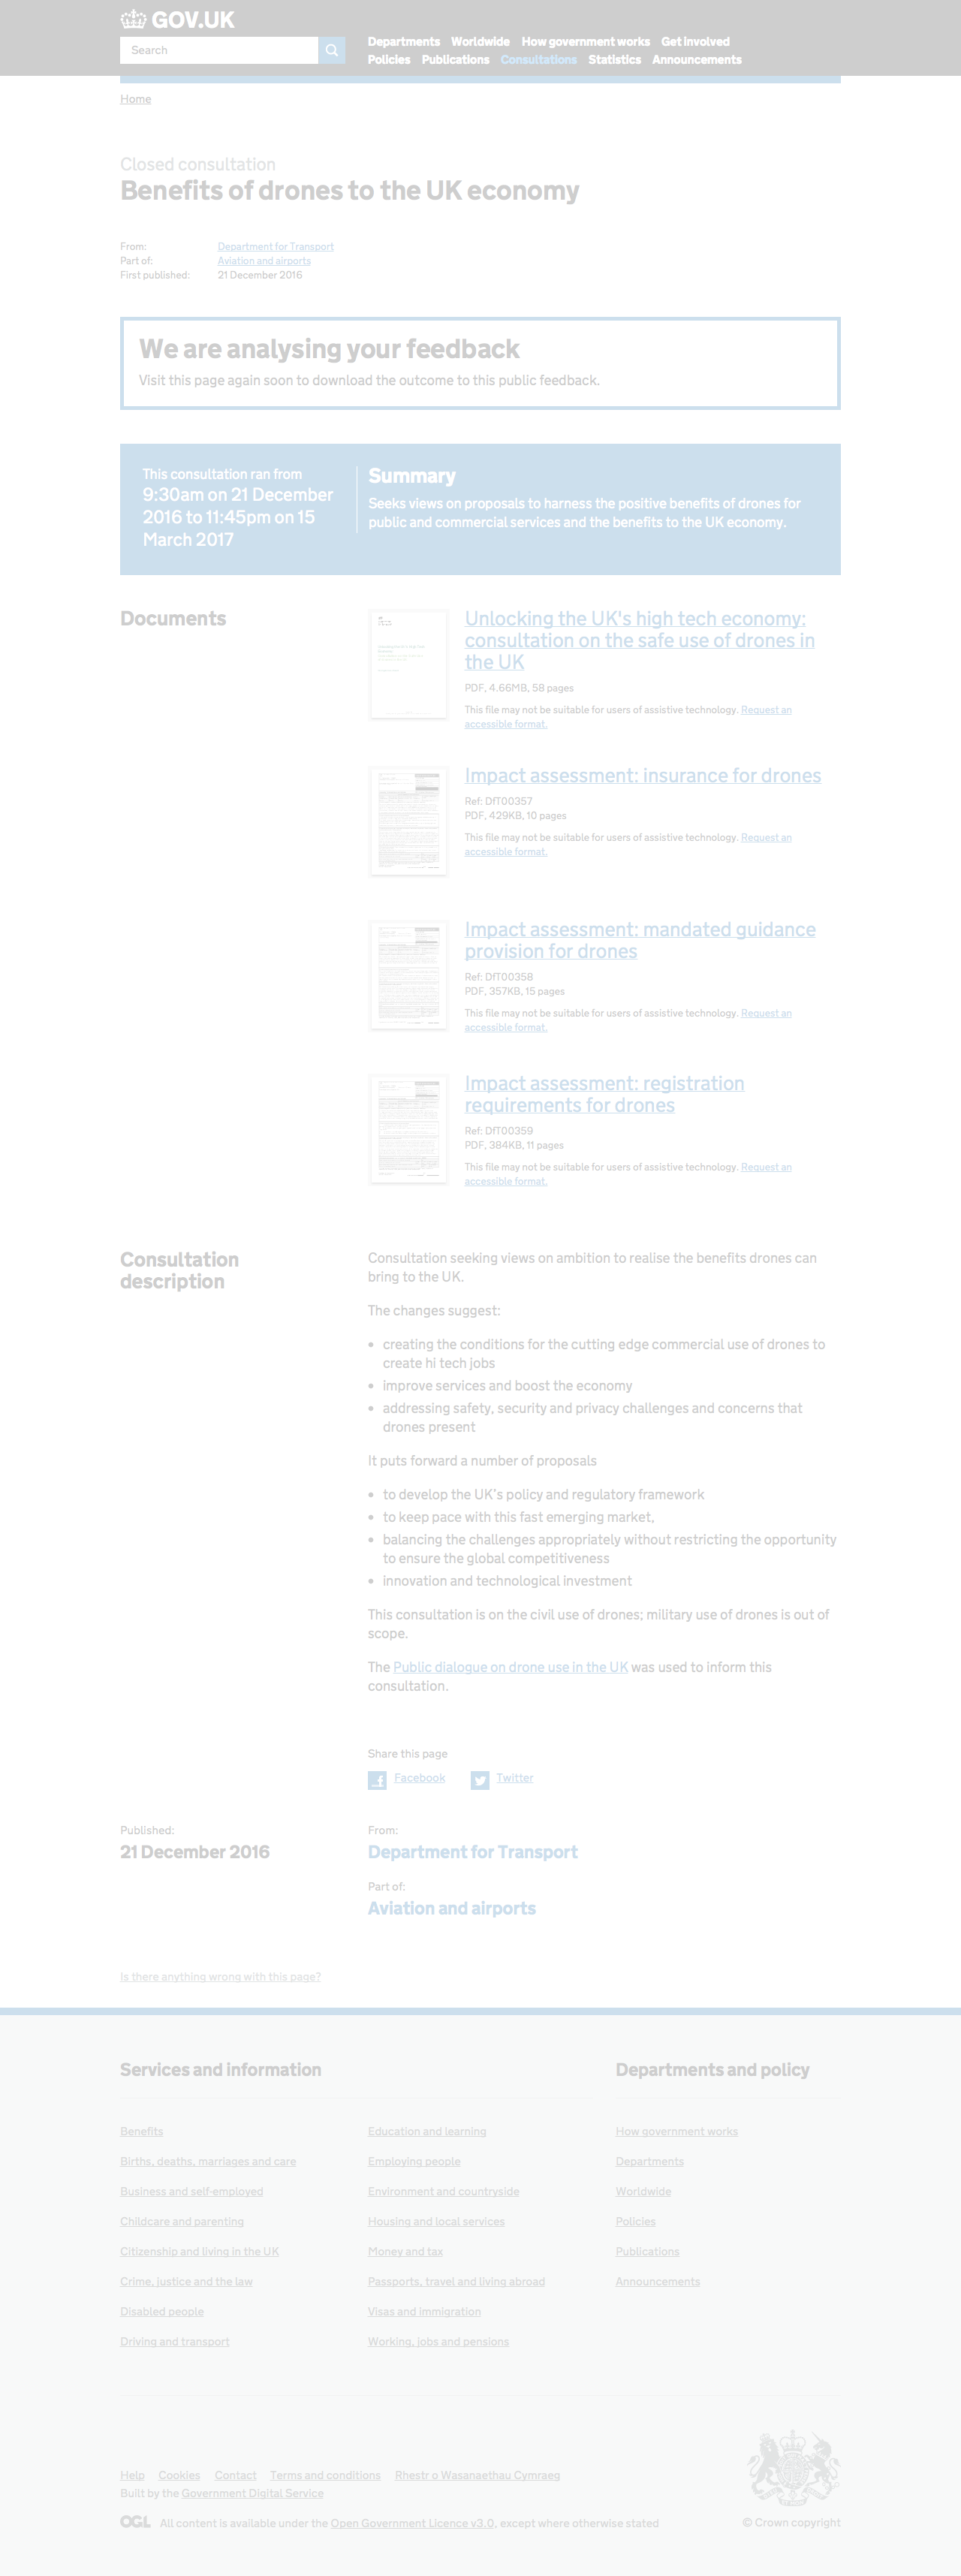 GOV.UK
Search
Departments Worldwide How government works Get involved
Policies Publications Consultations Statistics Announcements
Home
Closed consultation
Benefits of drones to the UK economy
From: Department for Transport
Part of: Aviation and airports
First published: 21 December 2016
We are analysing your feedback
Visit this page again soon to download the outcome to this public feedback.
This consultation ran from
9:30am on 21 December
2016 to 11:45pm on 15
March 2017
Summary
Seeks views on proposals to harness the positive benefits of drones for
public and commercial services and the benefits to the UK economy.
Documents
Unlocking the UK's high tech economy:
consultation on the safe use of drones in
the UK
PDF, 4.66MB, 58 pages
This file may not be suitable for users of assistive technology. Request an
accessible format.
Impact assessment: insurance for drones
Ref: DfT00357
PDF, 429KB, 10 pages
This file may not be suitable for users of assistive technology. Request an
accessible format.
Impact assessment: mandated guidance
provision for drones
Ref: DfT00358
PDF, 357KB, 15 pages
This file may not be suitable for users of assistive technology. Request an
accessible format.
Impact assessment: registration
requirements for drones
Ref: DfT00359
PDF, 384KB, 11 pages
This file may not be suitable for users of assistive technology. Request an
accessible format.
Consultation
description
Consultation seeking views on ambition to realise the benefits drones can
bring to the UK.
The changes suggest:
• creating the conditions for the cutting edge commercial use of drones to
create hi tech jobs
• improve services and boost the economy
• addressing safety, security and privacy challenges and concerns that
drones present
It puts forward a number of proposals
• to develop the UK's policy and regulatory framework
• to keep pace with this fast emerging market,
• balancing the challenges appropriately without restricting the opportunity
to ensure the global competitiveness
• innovation and technological investment
This consultation is on the civil use of drones; military use of drones is out of
scope.
The Public dialogue on drone use in the UK was used to inform this
consultation.
Share this page
Facebook Twitter
Published:
21 December 2016
From:
Department for Transport
Part of:
Aviation and airports
Is there anything wrong with this page?
Services and information
Benefits
Births, deaths, marriages and care
Business and self-employed
Childcare and parenting
Citizenship and living in the UK
Crime, justice and the law
Disabled people
Driving and transport
Education and learning
Employing people
Environment and countryside
Housing and local services
Money and tax
Passports, travel and living abroad
Visas and immigration
Working, jobs and pensions
Departments and policy
How government works
Departments
Worldwide
Policies
Publications
Announcements
Help Cookies Contact Terms and conditions Rhestr o Wasanaethau Cymraeg
Built by the Government Digital Service
OGL All content is available under the Open Government Licence v3.0, except where otherwise stated
© Crown copyright